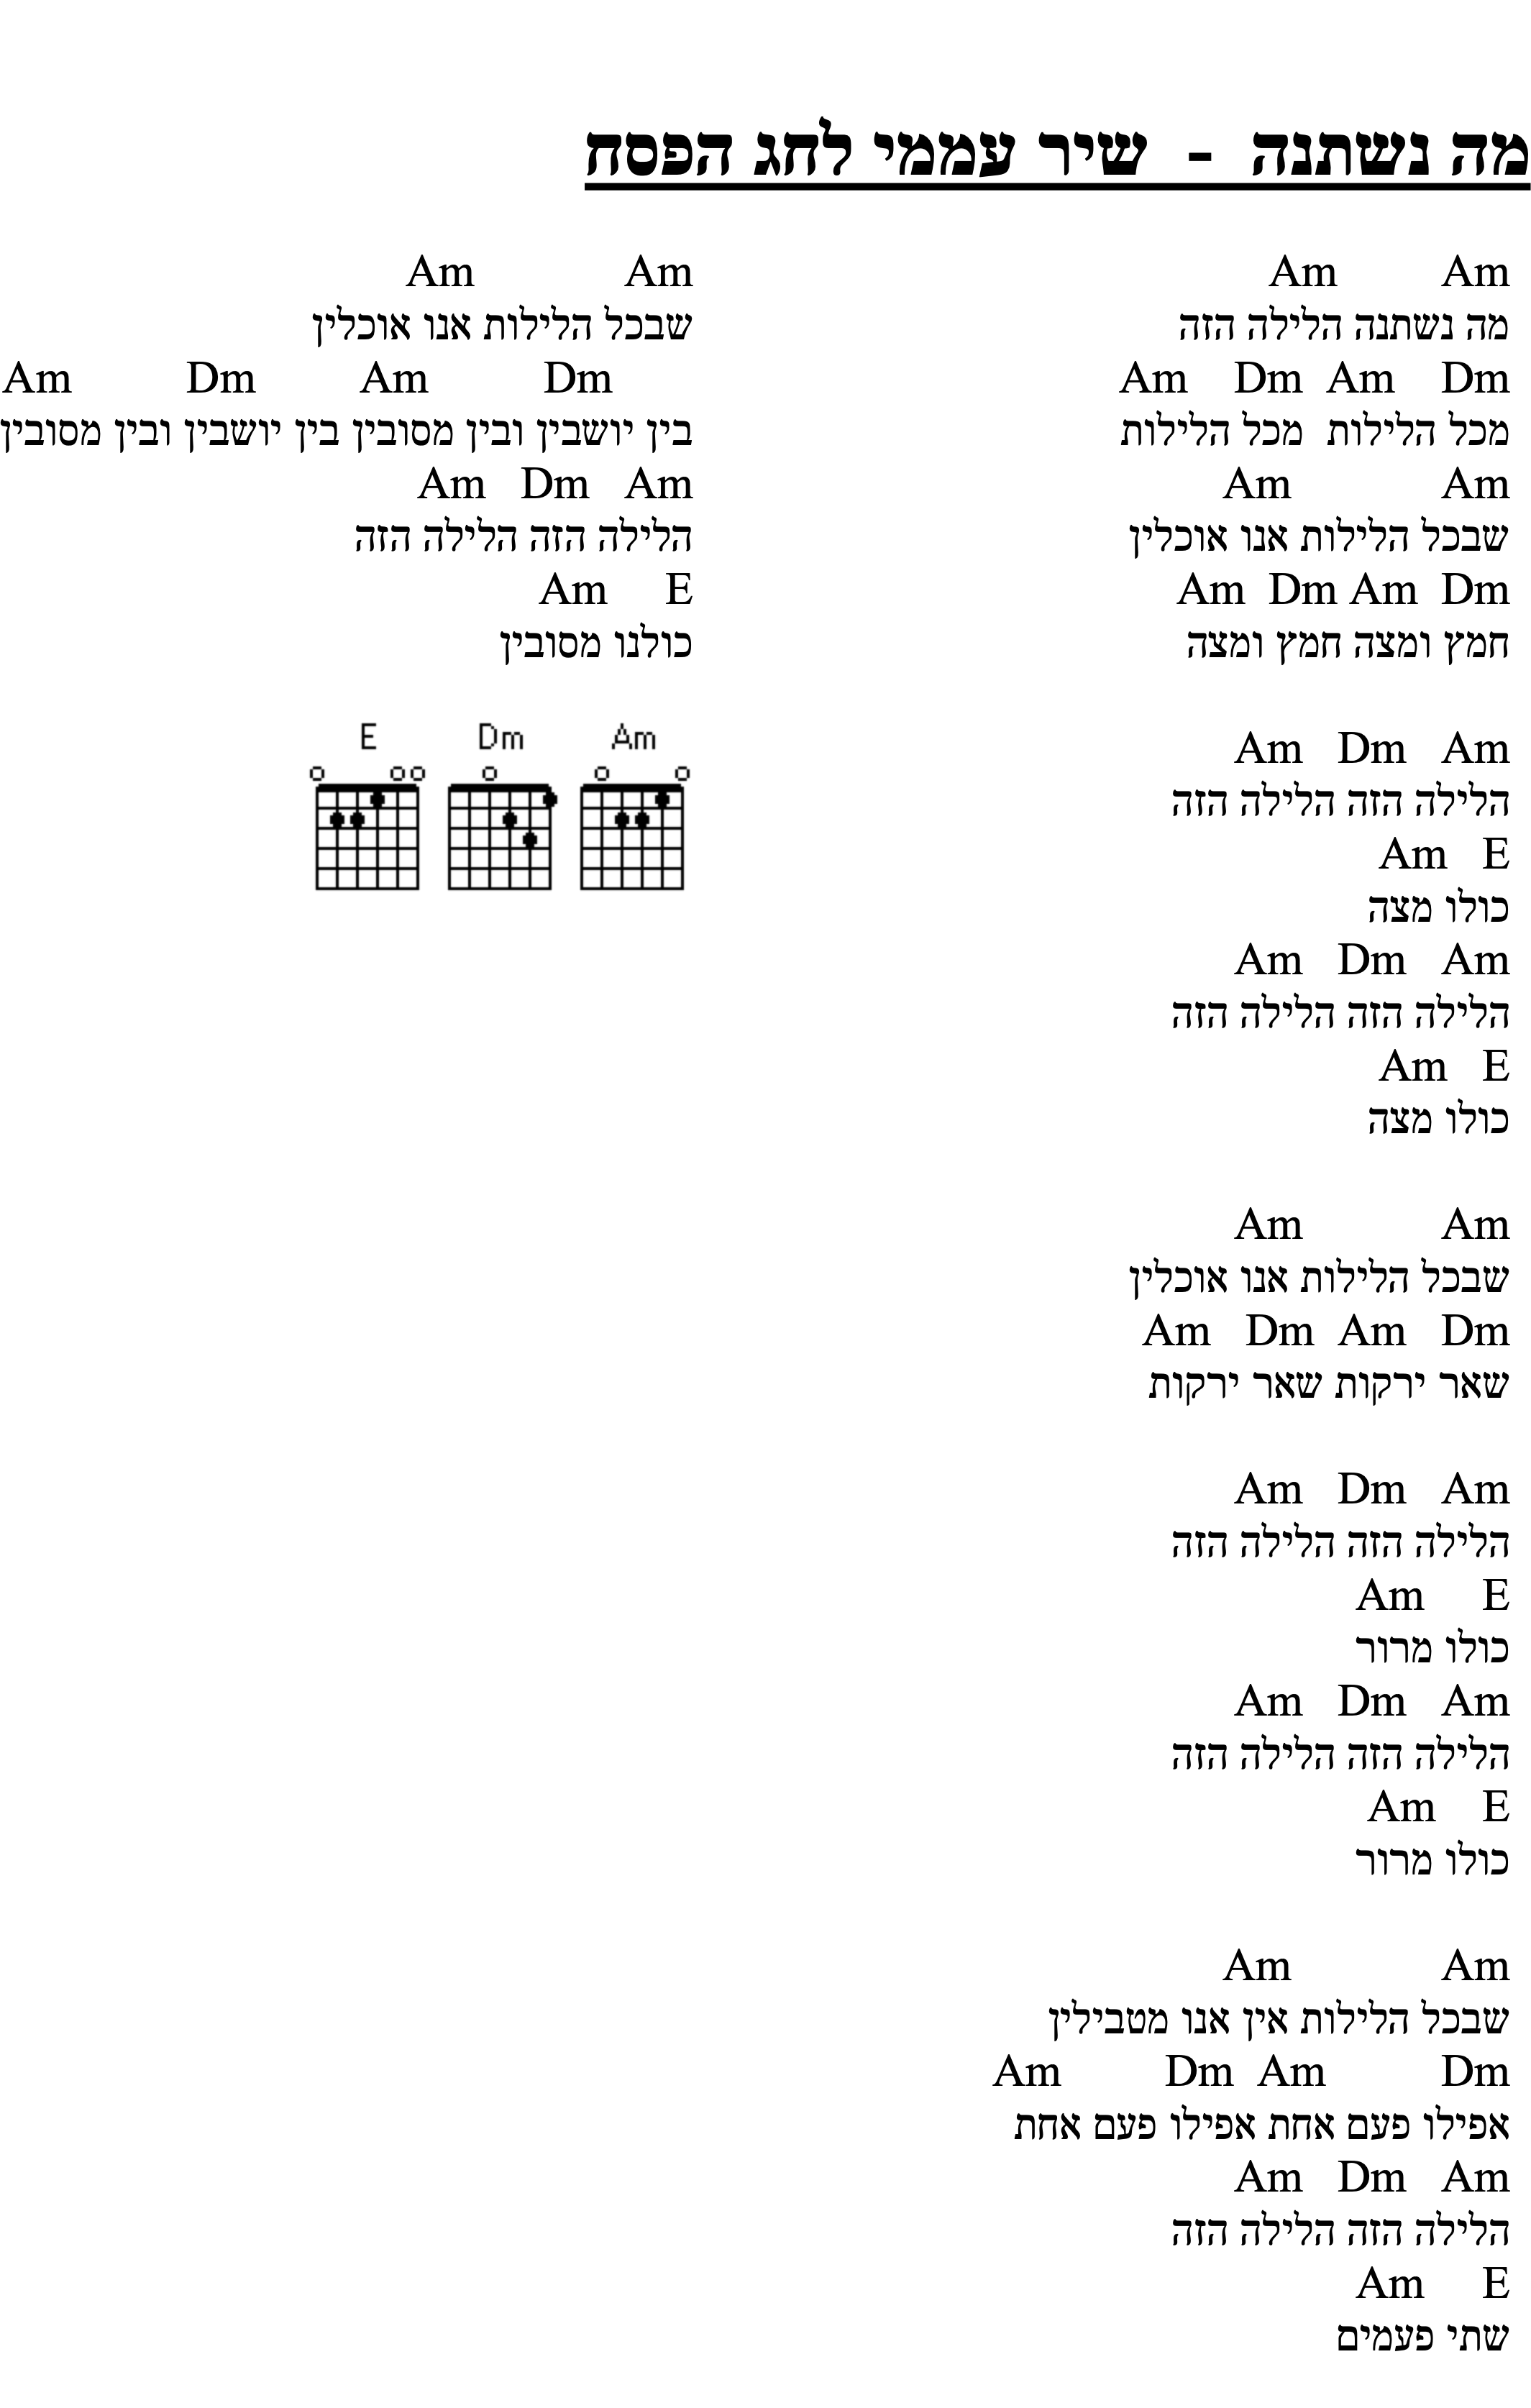 מה נשתנה - שיר עממי לחג הפסח
Am Am
מה נשתנה הלילה הזה
Dm Am Dm Am
מכל הלילות מכל הלילות
Am Am
שבכל הלילות אנו אוכלין
Dm Am Dm Am
חמץ ומצה חמץ ומצה
Am Dm Am
הלילה הזה הלילה הזה
E Am
כולו מצה
Am Dm Am
הלילה הזה הלילה הזה
E Am
כולו מצה
Am Am
שבכל הלילות אנו אוכלין
Dm Am Dm Am
שאר ירקות שאר ירקות
Am Dm Am
הלילה הזה הלילה הזה
E Am
כולו מרור
Am Dm Am
הלילה הזה הלילה הזה
E Am
כולו מרור
Am Am
שבכל הלילות אין אנו מטבילין
Dm Am Dm Am
אפילו פעם אחת אפילו פעם אחת
Am Dm Am
הלילה הזה הלילה הזה
E Am
שתי פעמים
Am Am
שבכל הלילות אנו אוכלין
Dm Am Dm Am
בין יושבין ובין מסובין בין יושבין ובין מסובין
Am Dm Am
הלילה הזה הלילה הזה
E Am
כולנו מסובין
Am Dm E